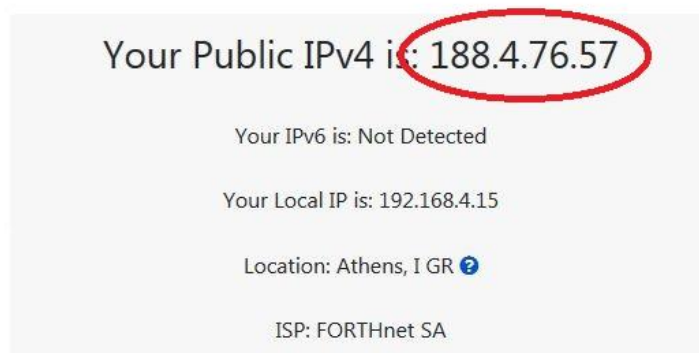 Your Public IPv4 is: 188.4.76.57
Your IPv6 is: Not Detected
Your Local IP is: 192.168.4.15
Location: Athens, I GR ?
ISP: FORTHnet SA